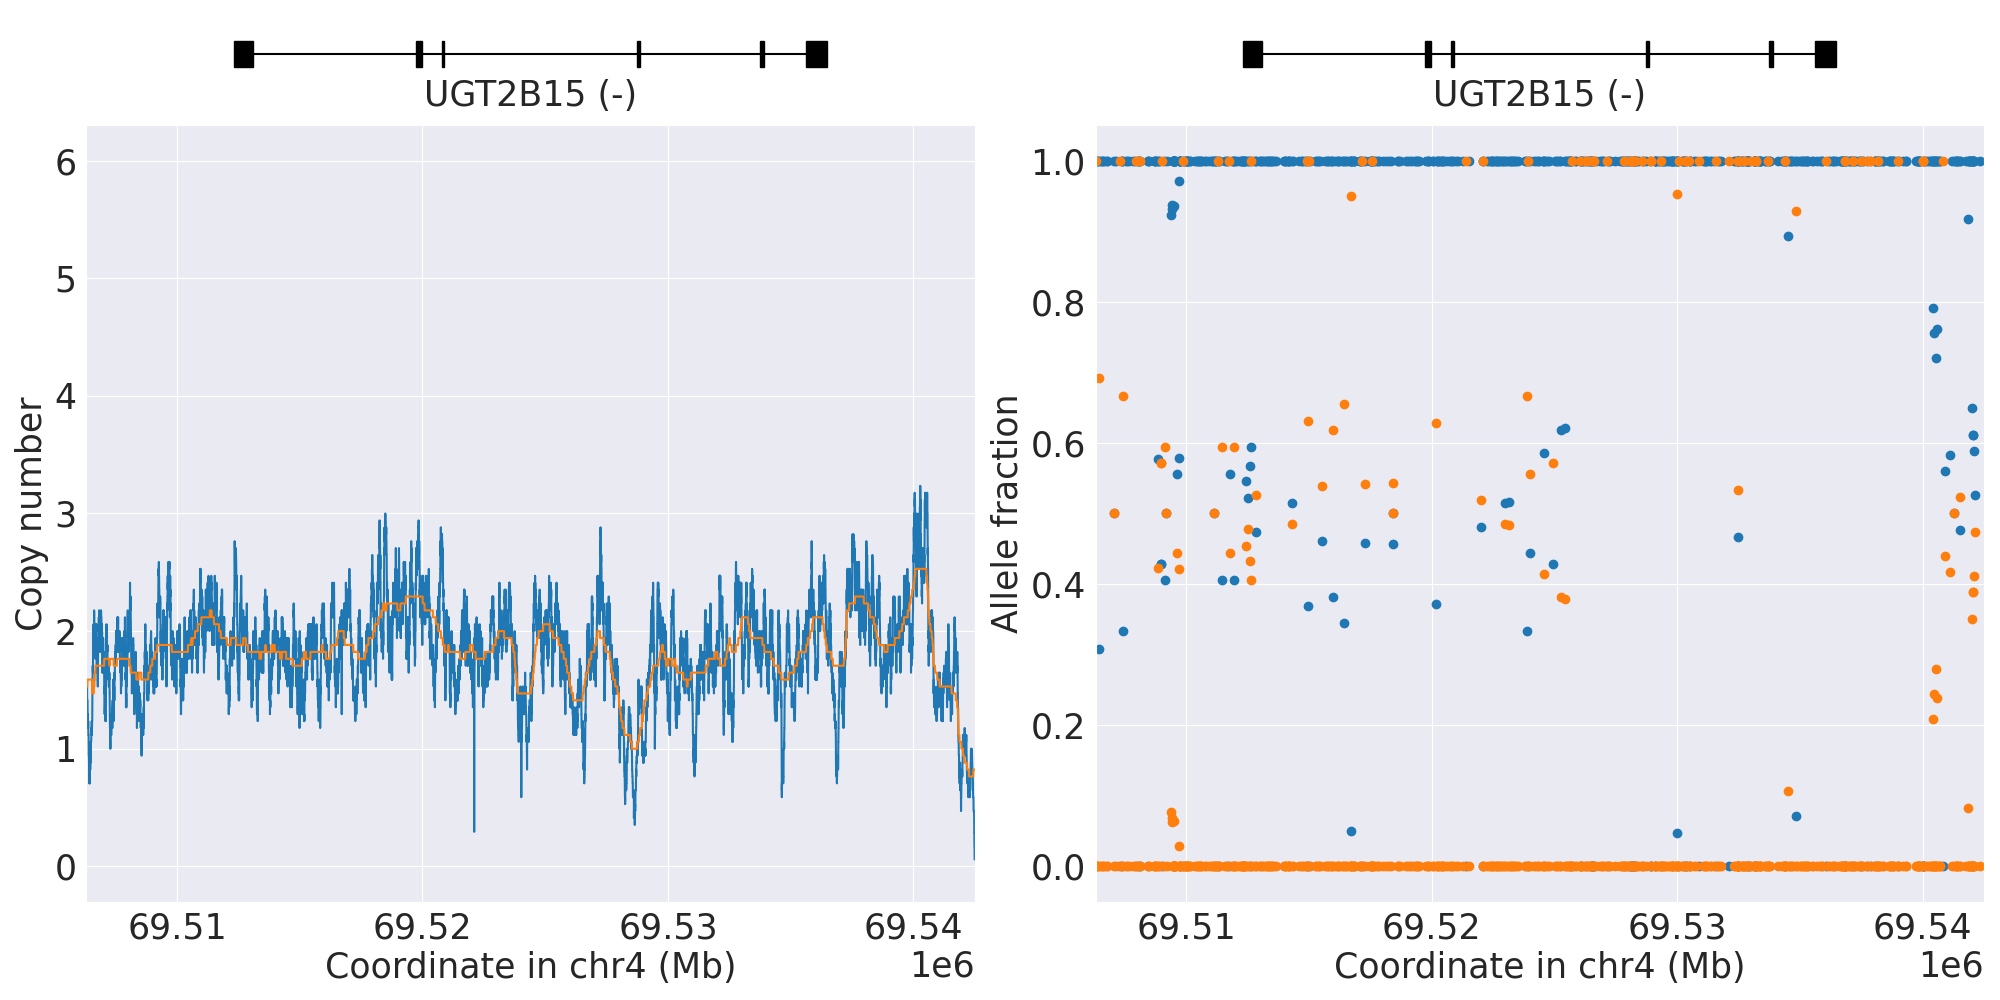 UGT2B15 (-)
UGT2B15 (-)
Copy number
6
5
4
3
2
1
0
69.51 69.52 69.53 69.54
Coordinate in chr4 (Mb)
1e6
Allele fraction
1.0
0.8
0.6
0.4
0.2
0.0
69.51 69.52 69.53 69.54
Coordinate in chr4 (Mb)
1e6